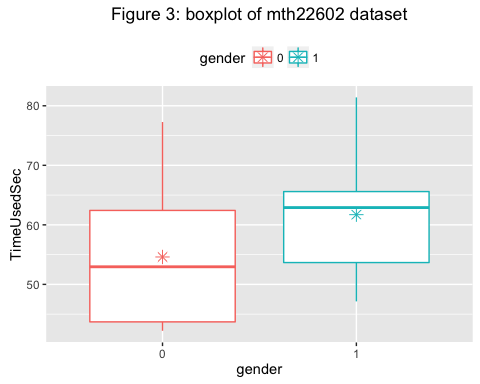 Figure 3: boxplot of mth22602 dataset
gender 0 1
80
70
60
50
TimeUsedSec
0 1
gender